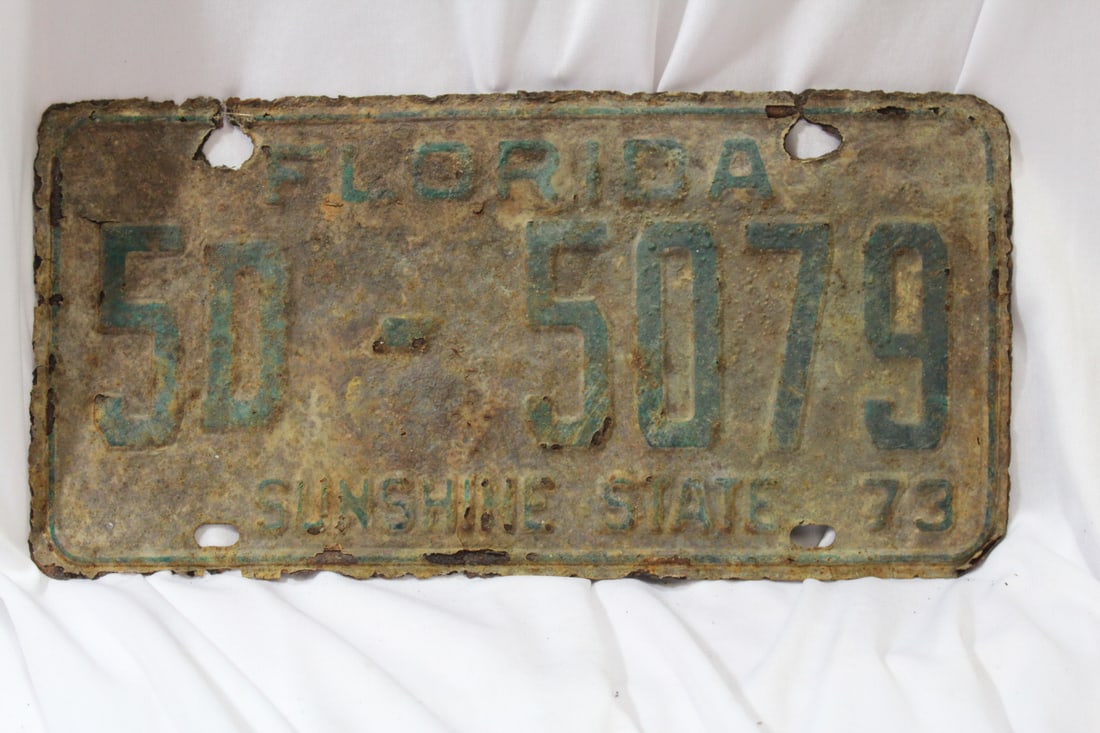 FLORIDA
5D-5079
SUNSHINE STATE 73